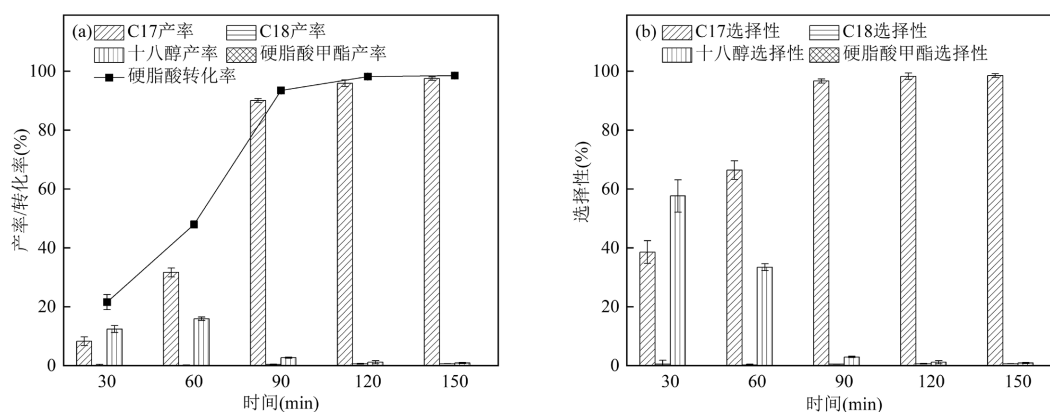 (a)
C17产率
C18产率
十八醇产率
硬脂酸甲酯产率
硬脂酸转化率
产率/转化率(%)
100
80
60
40
20
0
30 60 90 120 150
时间(min)
(b)
C17选择性
C18选择性
十八醇选择性
硬脂酸甲酯选择性
选择性(%)
100
80
60
40
20
0
30 60 90 120 150
时间(min)